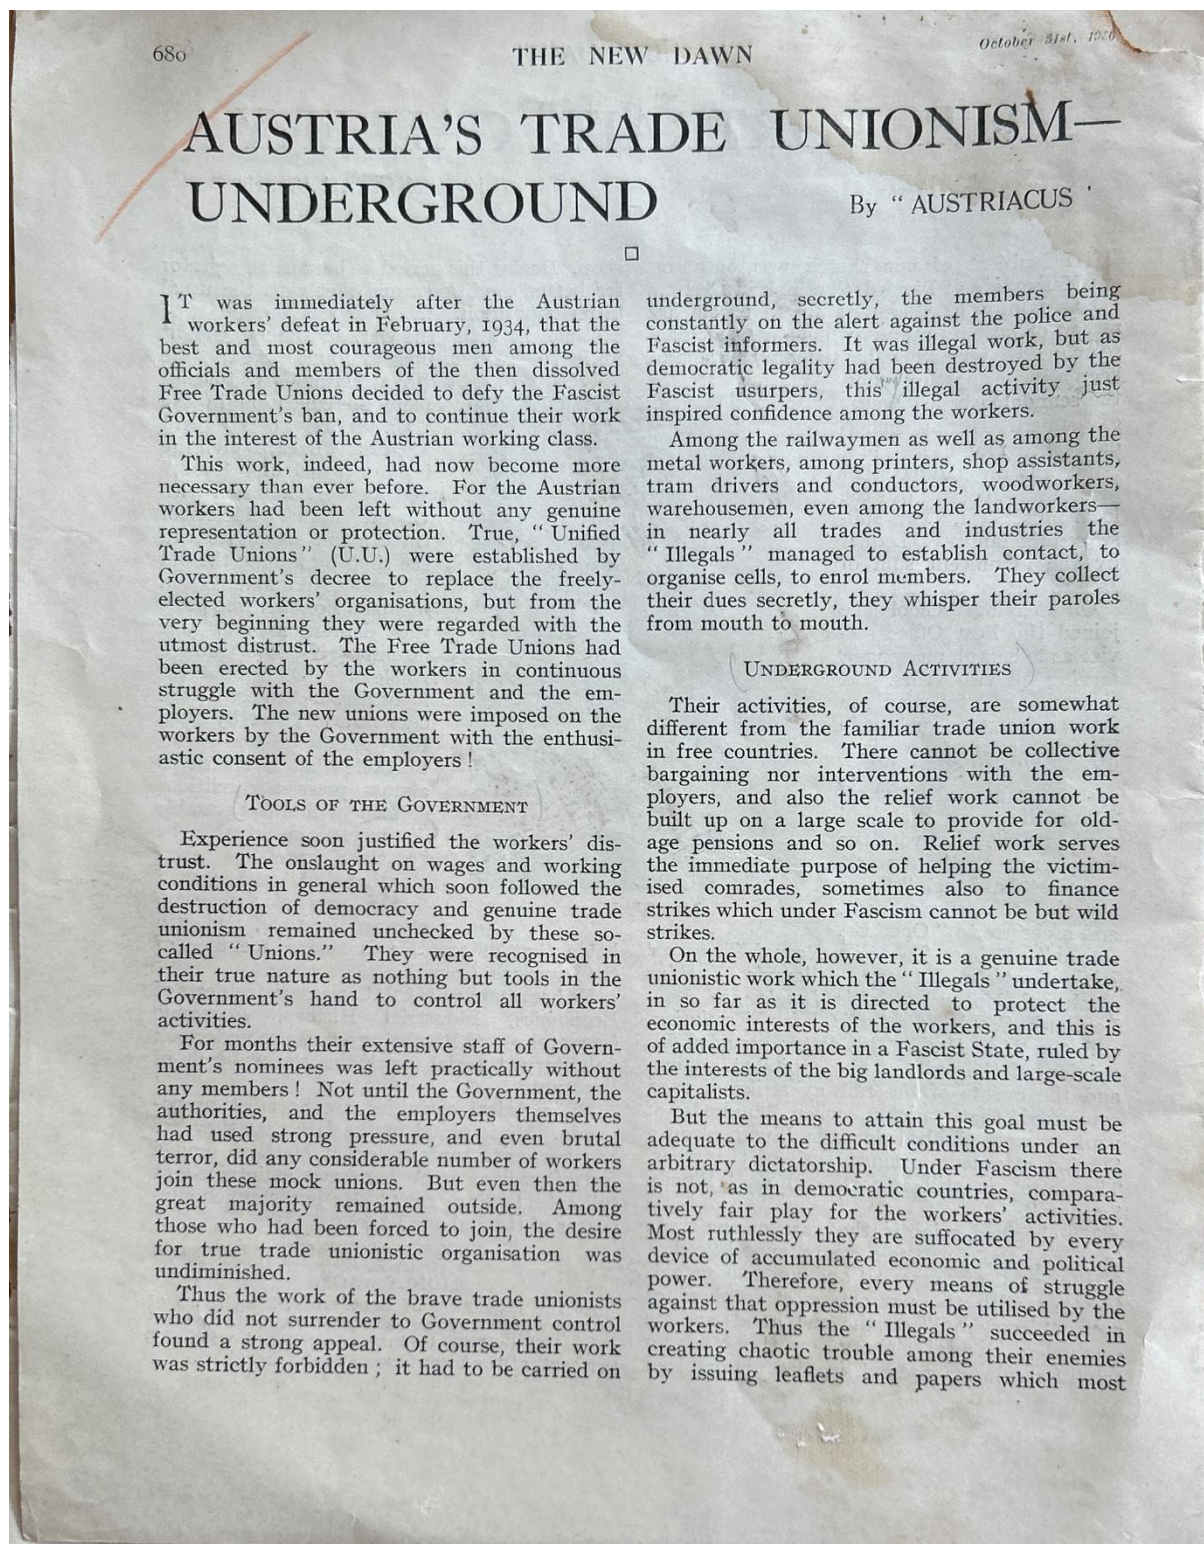 680
THE NEW DAWN
October 31st, 1936
AUSTRIA'S TRADE UNIONISM—
UNDERGROUND
By “ AUSTRIACUS ’
IT was immediately after the Austrian
workers' defeat in February, 1934, that the
best and most courageous men among the
officials and members of the then dissolved
Free Trade Unions decided to defy the Fascist
Government's ban, and to continue their work
in the interest of the Austrian working class.
This work, indeed, had now become more
necessary than ever before. For the Austrian
workers had been left without any genuine
representation or protection. True, “ Unified
Trade Unions ” (U.U.) were established by
Government's decree to replace the freely-
elected workers' organisations, but from the
very beginning they were regarded with the
utmost distrust. The Free Trade Unions had
been erected by the workers in continuous
struggle with the Government and the em-
ployers. The new unions were imposed on the
workers by the Government with the enthusi-
astic consent of the employers !
TOOLS OF THE GOVERNMENT
Experience soon justified the workers' dis-
trust. The onslaught on wages and working
conditions in general which soon followed the
destruction of democracy and genuine trade
unionism remained unchecked by these so-
called “ Unions.” They were recognised in
their true nature as nothing but tools in the
Government's hand to control all workers'
activities.
For months their extensive staff of Govern-
ment's nominees was left practically without
any members ! Not until the Government, the
authorities, and the employers themselves
had used strong pressure, and even brutal
terror, did any considerable number of workers
join these mock unions. But even then the
great majority remained outside. Among
those who had been forced to join, the desire
for true trade unionistic organisation was
undiminished.
Thus the work of the brave trade unionists
who did not surrender to Government control
found a strong appeal. Of course, their work
was strictly forbidden ; it had to be carried on
underground, secretly, the members being
constantly on the alert against the police and
Fascist informers. It was illegal work, but as
democratic legality had been destroyed by the
Fascist usurpers, this illegal activity just
inspired confidence among the workers.
Among the railwaymen as well as among the
metal workers, among printers, shop assistants,
tram drivers and conductors, woodworkers,
warehousemen, even among the landworkers—
in nearly all trades and industries the
“ Illegals ” managed to establish contact, to
organise cells, to enrol members. They collect
their dues secretly, they whisper their paroles
from mouth to mouth.
UNDERGROUND ACTIVITIES
Their activities, of course, are somewhat
different from the familiar trade union work
in free countries. There cannot be collective
bargaining nor interventions with the em-
ployers, and also the relief work cannot be
built up on a large scale to provide for old-
age pensions and so on. Relief work serves
the immediate purpose of helping the victim-
ised comrades, sometimes also to finance
strikes which under Fascism cannot be but wild
strikes.
On the whole, however, it is a genuine trade
unionistic work which the “ Illegals ” undertake,
in so far as it is directed to protect the
economic interests of the workers, and this is
of added importance in a Fascist State, ruled by
the interests of the big landlords and large-scale
capitalists.
But the means to attain this goal must be
adequate to the difficult conditions under an
arbitrary dictatorship. Under Fascism there
is not, as in democratic countries, compara-
tively fair play for the workers' activities.
Most ruthlessly they are suffocated by every
device of accumulated economic and political
power. Therefore, every means of struggle
against that oppression must be utilised by the
workers. Thus the “ Illegals ” succeeded in
creating chaotic trouble among their enemies
by issuing leaflets and papers which most